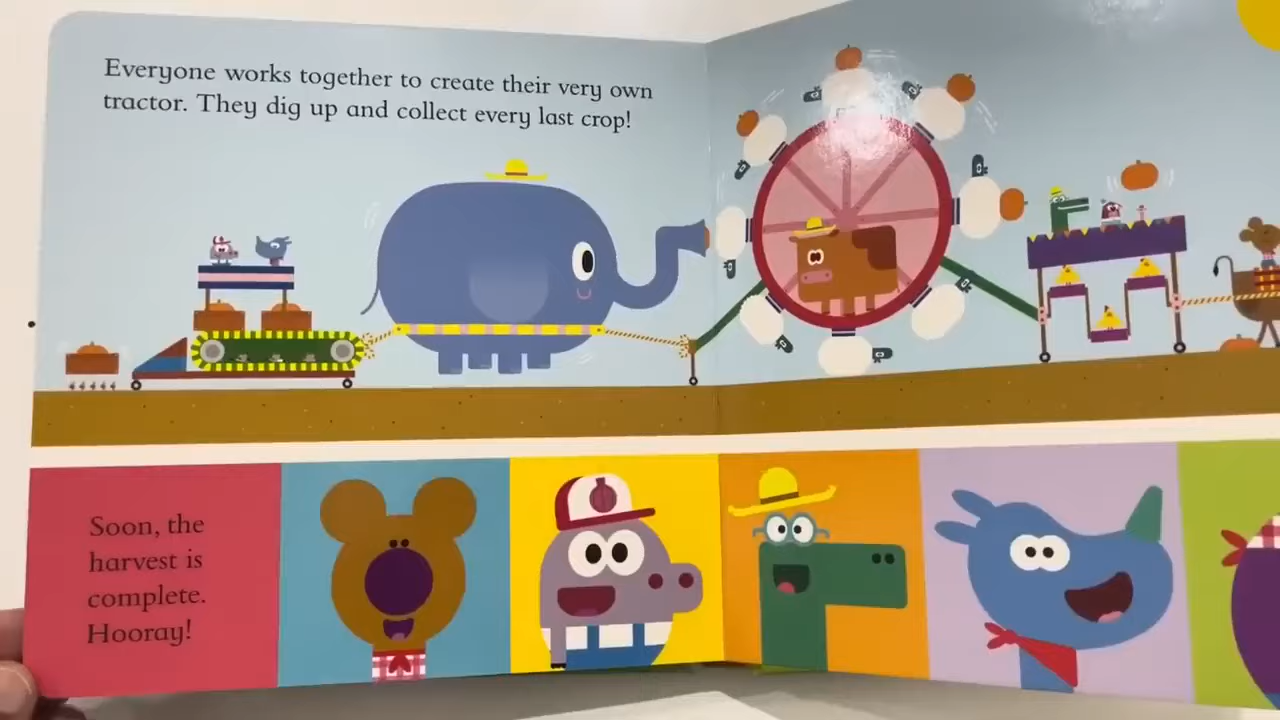 Everyone works together to create their very own
tractor. They dig up and collect every last crop!
Soon, the
harvest is
complete.
Hooray!